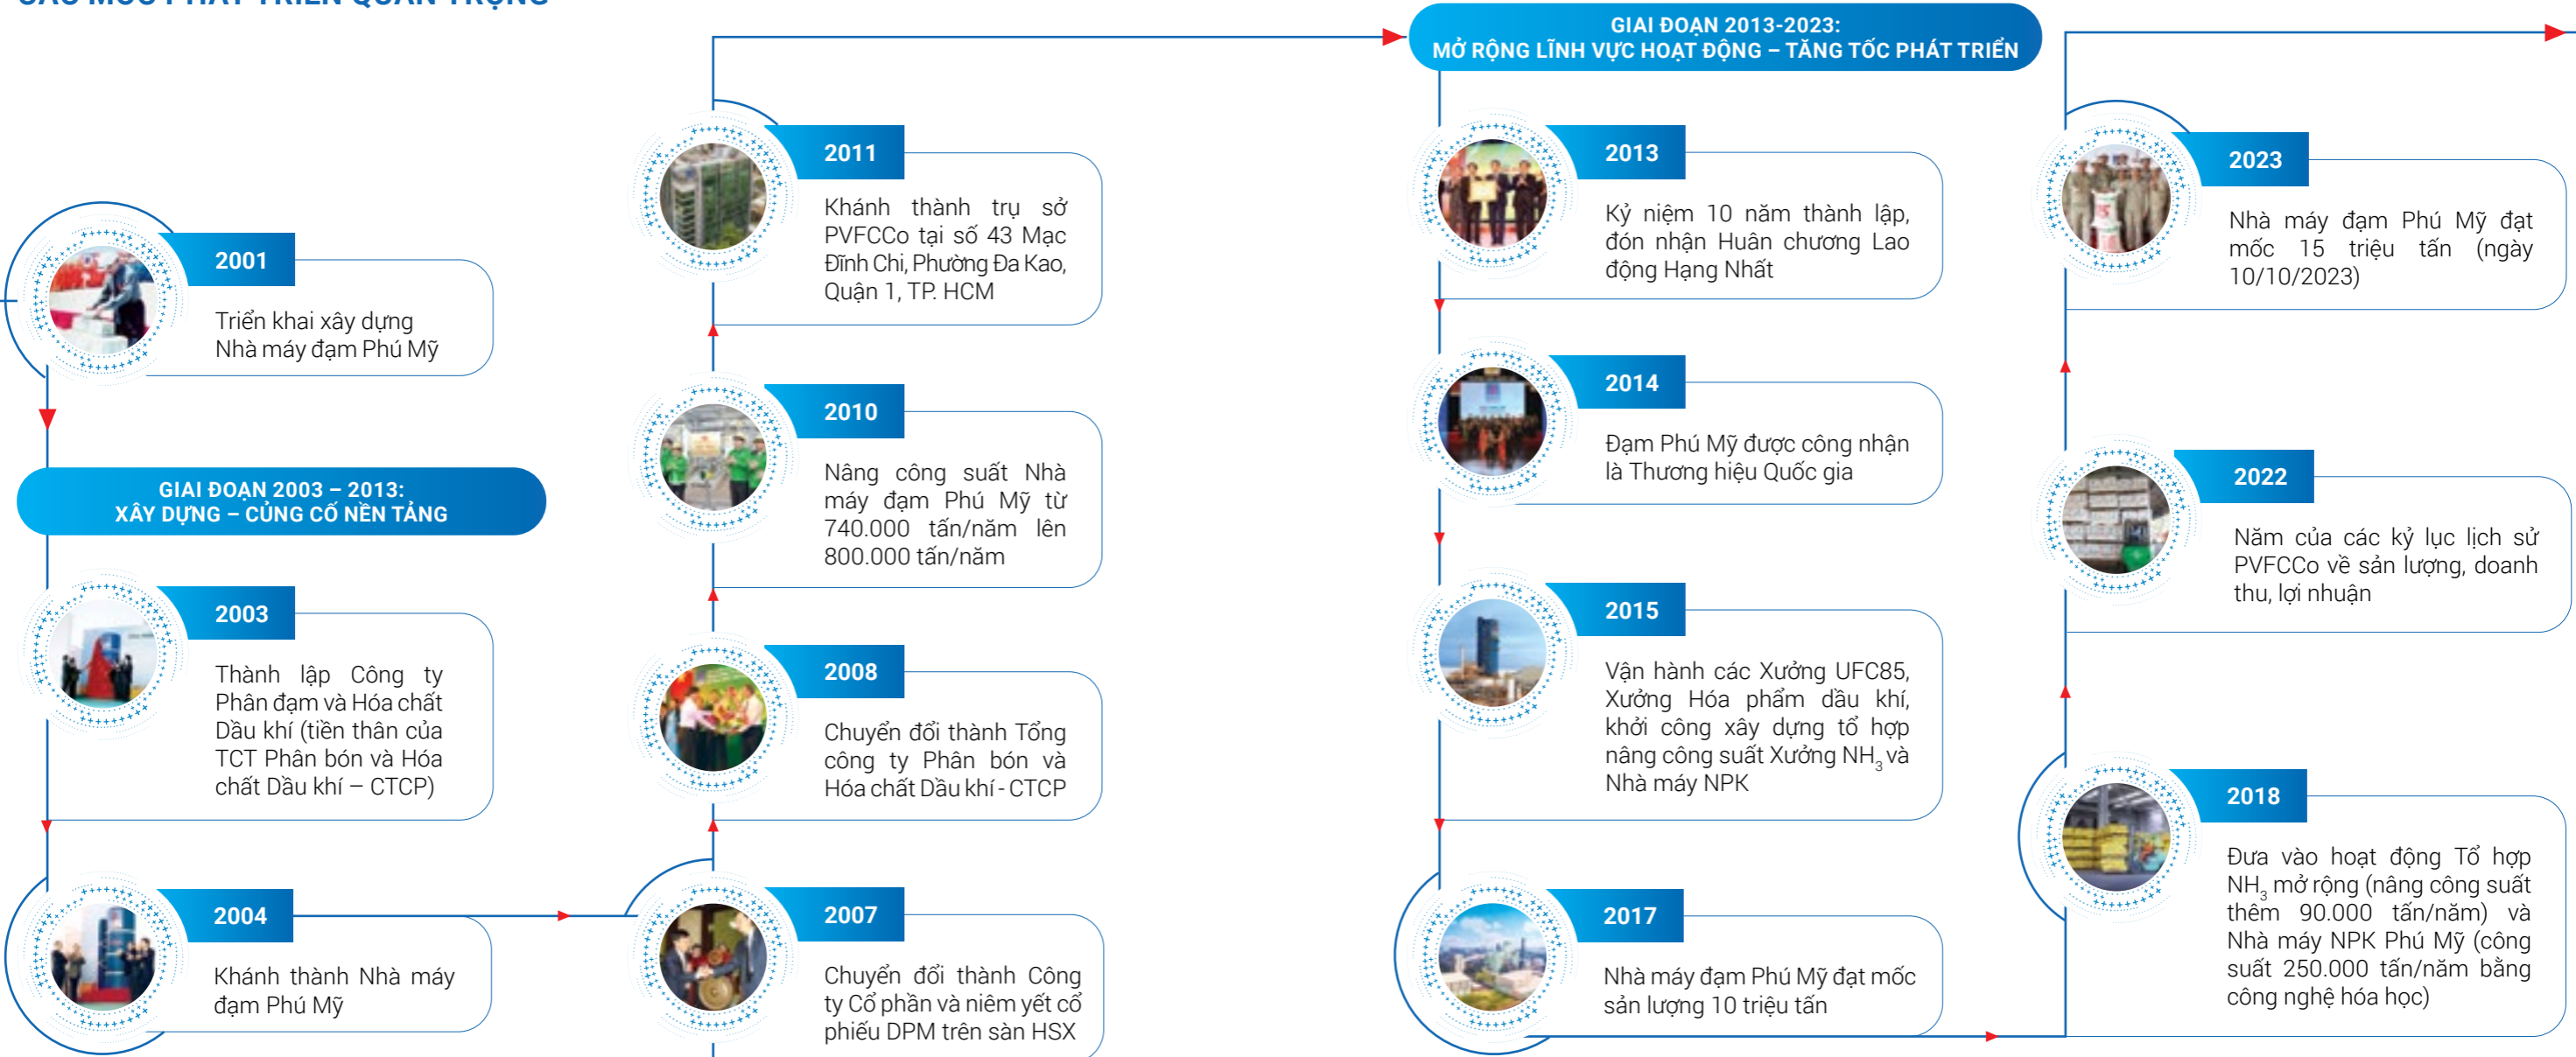 CÁC MỐC PHÁT TRIỂN QUAN TRỌNG
2001
Triển khai xây dựng
Nhà máy đạm Phú Mỹ
GIAI ĐOẠN 2003 – 2013:
XÂY DỰNG – CỦNG CỐ NỀN TẢNG
2003
Thành lập Công ty
Phân đạm và Hóa chất
Dầu khí (tiền thân của
TCT Phân bón và Hóa
chất Dầu khí – CTCP)
2004
Khánh thành Nhà máy
đạm Phú Mỹ
2007
Chuyển đổi thành Công
ty Cổ phần và niêm yết cổ
phiếu DPM trên sàn HSX
2008
Chuyển đổi thành Tổng
công ty Phân bón và
Hóa chất Dầu khí - CTCP
2010
Nâng công suất Nhà
máy đạm Phú Mỹ từ
740.000 tấn/năm lên
800.000 tấn/năm
2011
Khánh thành trụ sở
PVFCCo tại số 43 Mạc
Đĩnh Chi, Phường Đa Kao,
Quận 1, TP. HCM
GIAI ĐOẠN 2013-2023:
MỞ RỘNG LĨNH VỰC HOẠT ĐỘNG – TĂNG TỐC PHÁT TRIỂN
2013
Kỷ niệm 10 năm thành lập,
đón nhận Huân chương Lao
động Hạng Nhất
2014
Đạm Phú Mỹ được công nhận
là Thương hiệu Quốc gia
2015
Vận hành các Xưởng UFC85,
Xưởng Hóa phẩm dầu khí,
khởi công xây dựng tổ hợp
nâng công suất Xưởng NH₃ và
Nhà máy NPK
2017
Nhà máy đạm Phú Mỹ đạt mốc
sản lượng 10 triệu tấn
2018
Đưa vào hoạt động Tổ hợp
NH₃ mở rộng (nâng công suất
thêm 90.000 tấn/năm) và
Nhà máy NPK Phú Mỹ (công
suất 250.000 tấn/năm bằng
công nghệ hóa học)
2022
Năm của các kỷ lục lịch sử
PVFCCo về sản lượng, doanh
thu, lợi nhuận
2023
Nhà máy đạm Phú Mỹ đạt
mốc 15 triệu tấn (ngày
10/10/2023)